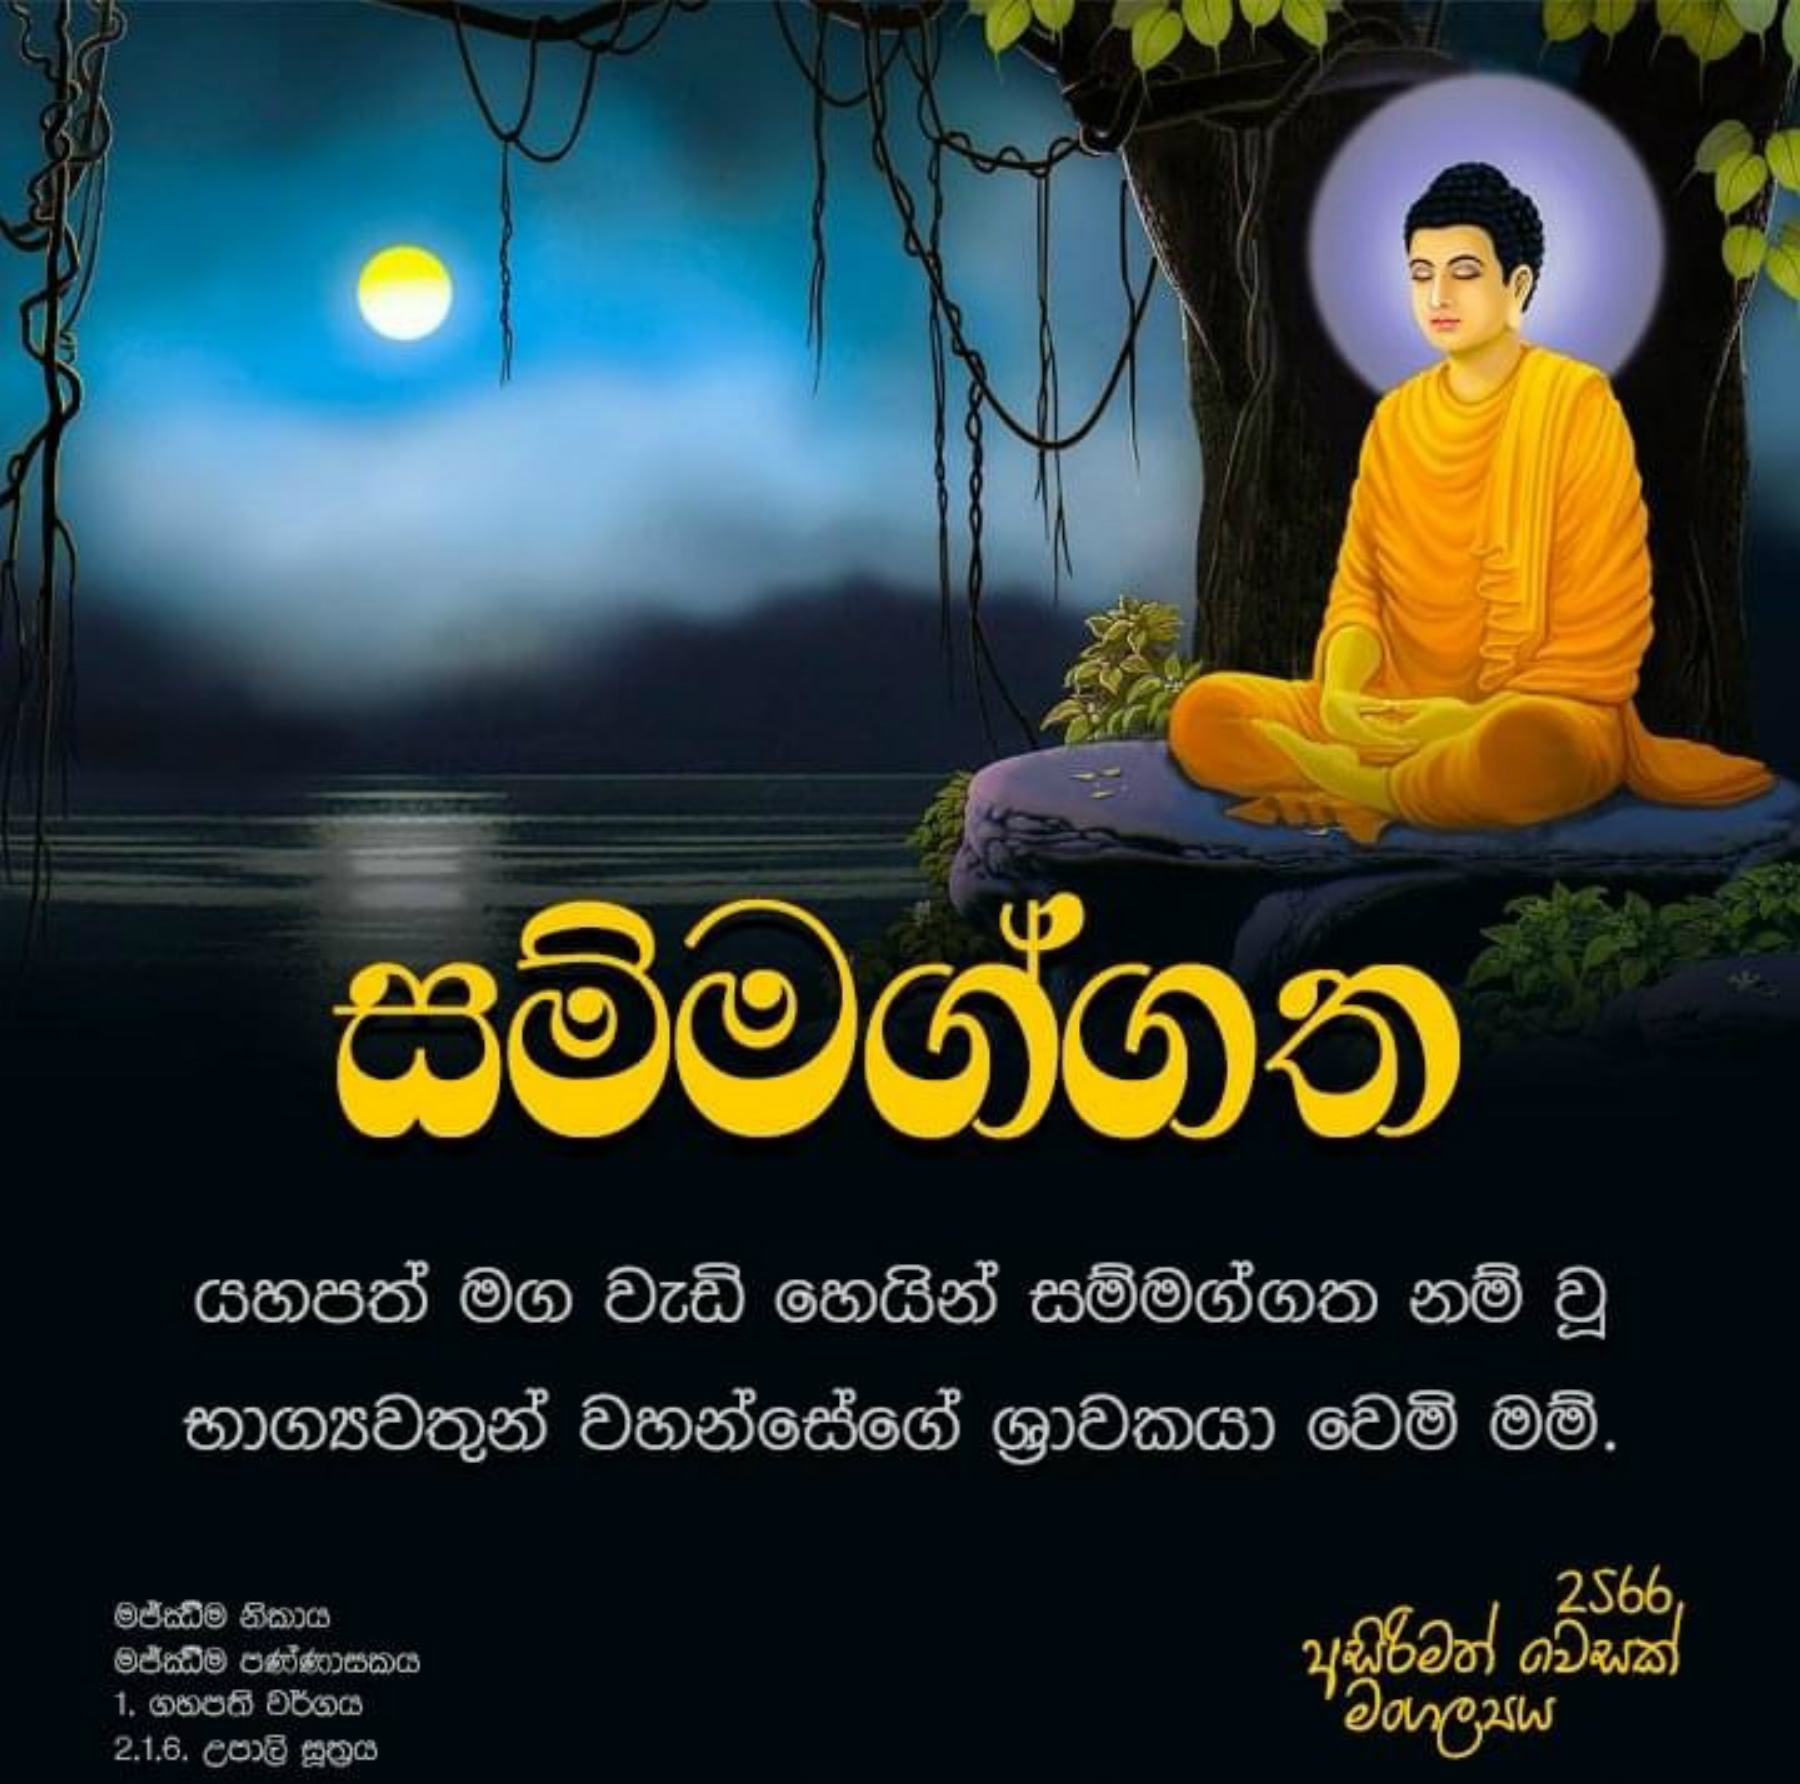 සම්මග්ගත
යහපත් මග වැඩි හෙයින් සම්මග්ගත නම් වූ
භාග්‍යවතුන් වහන්සේගේ ශ්‍රාවකයා වෙමි මම්.
මජ්ඣිම නිකාය
මජ්ඣිම පණ්ණාසකය
1. ගහපති වර්ගය
2.1.6. උපාලි සූත්‍රය
2566
අසිරිමත් වෙසක්
මංගල්‍යය